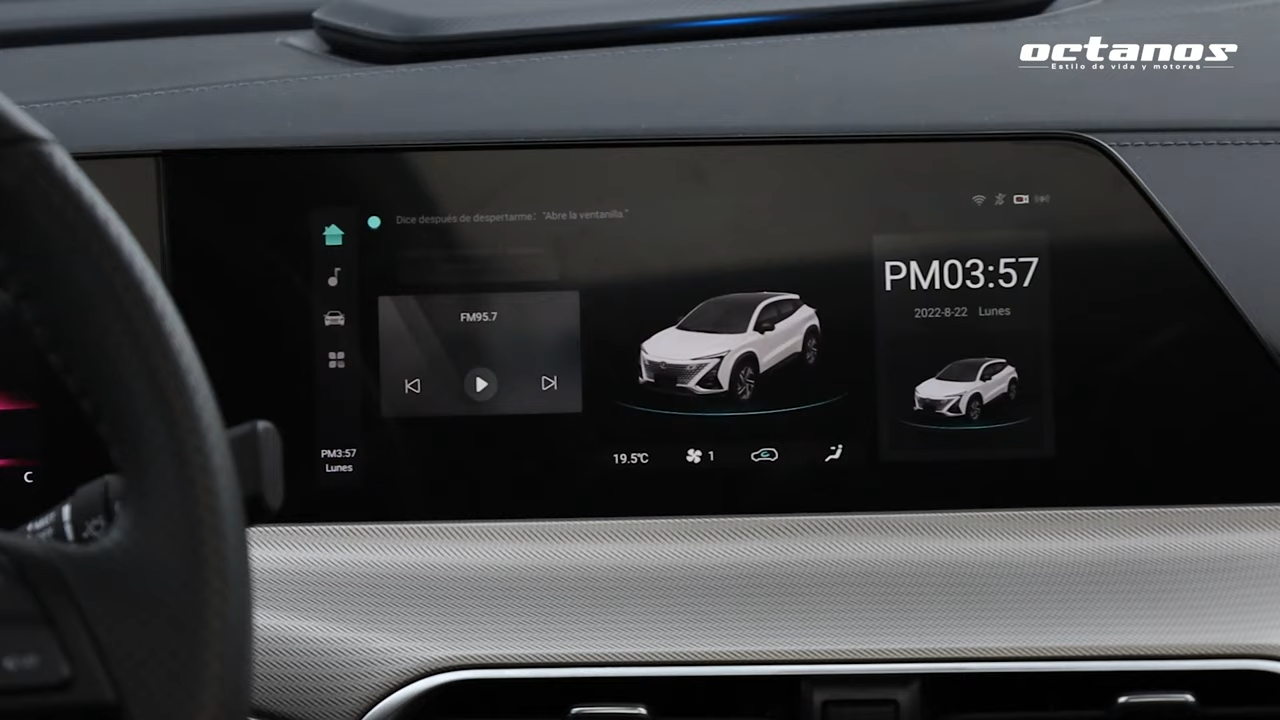 octanos
Estilo de vida y motores
Dice después de despertarme: "Abre la ventanilla."
FM95.7
PM03:57
2022-8-22 Lunes
PM3:57
Lunes
19.5℃
1
C